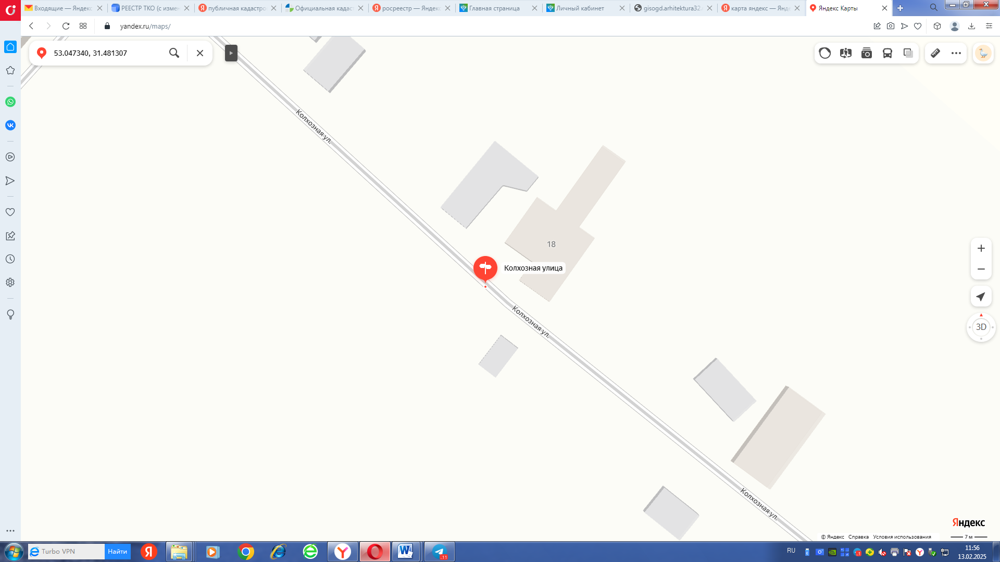 Входящие — Яндекс
РЕЕСТР ТКО (с измен
публичная кадастро
Официальная кадас
росреестр — Яндекс
Главная страница
Личный кабинет
gisogd.arhitektura32.
карта яндекс — Янд
Яндекс Карты
yandex.ru/maps/
53.047340, 31.481307
Колхозная ул.
18
Колхозная улица
Колхозная ул.
3D
Колхозная ул.
Яндекс
© Яндекс Справка Условия использования
7 м
Turbo VPN
Найти
RU
11:56
13.02.2025